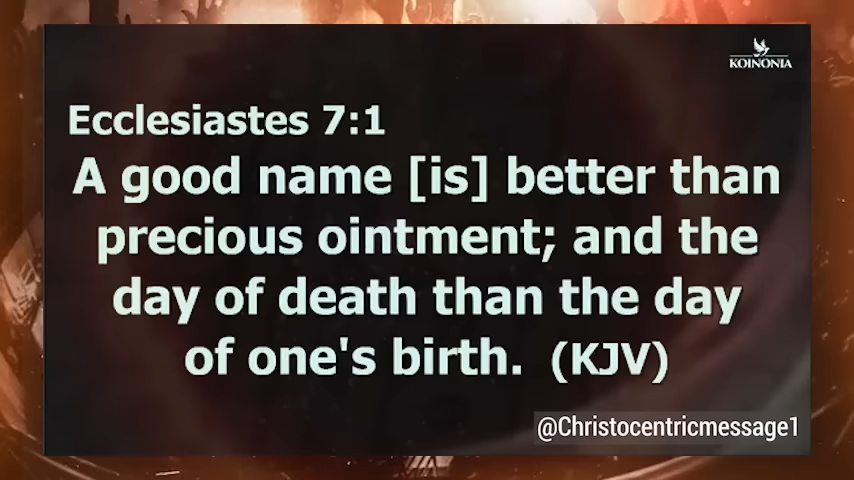 KOINONIA
Ecclesiastes 7:1
A good name [is] better than
precious ointment; and the
day of death than the day
of one's birth. (KJV)
@Christocentricmessage1